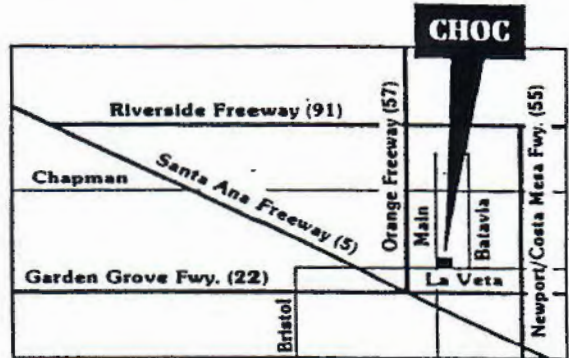 CHOC
Riverside Freeway (91)
Orange Freeway (57)
Newport/Costa Mera Fwy. (55)
Santa Ana Freeway (5)
Chapman
Main
Batavia
Garden Grove Fwy. (22)
La Veta
Bristol